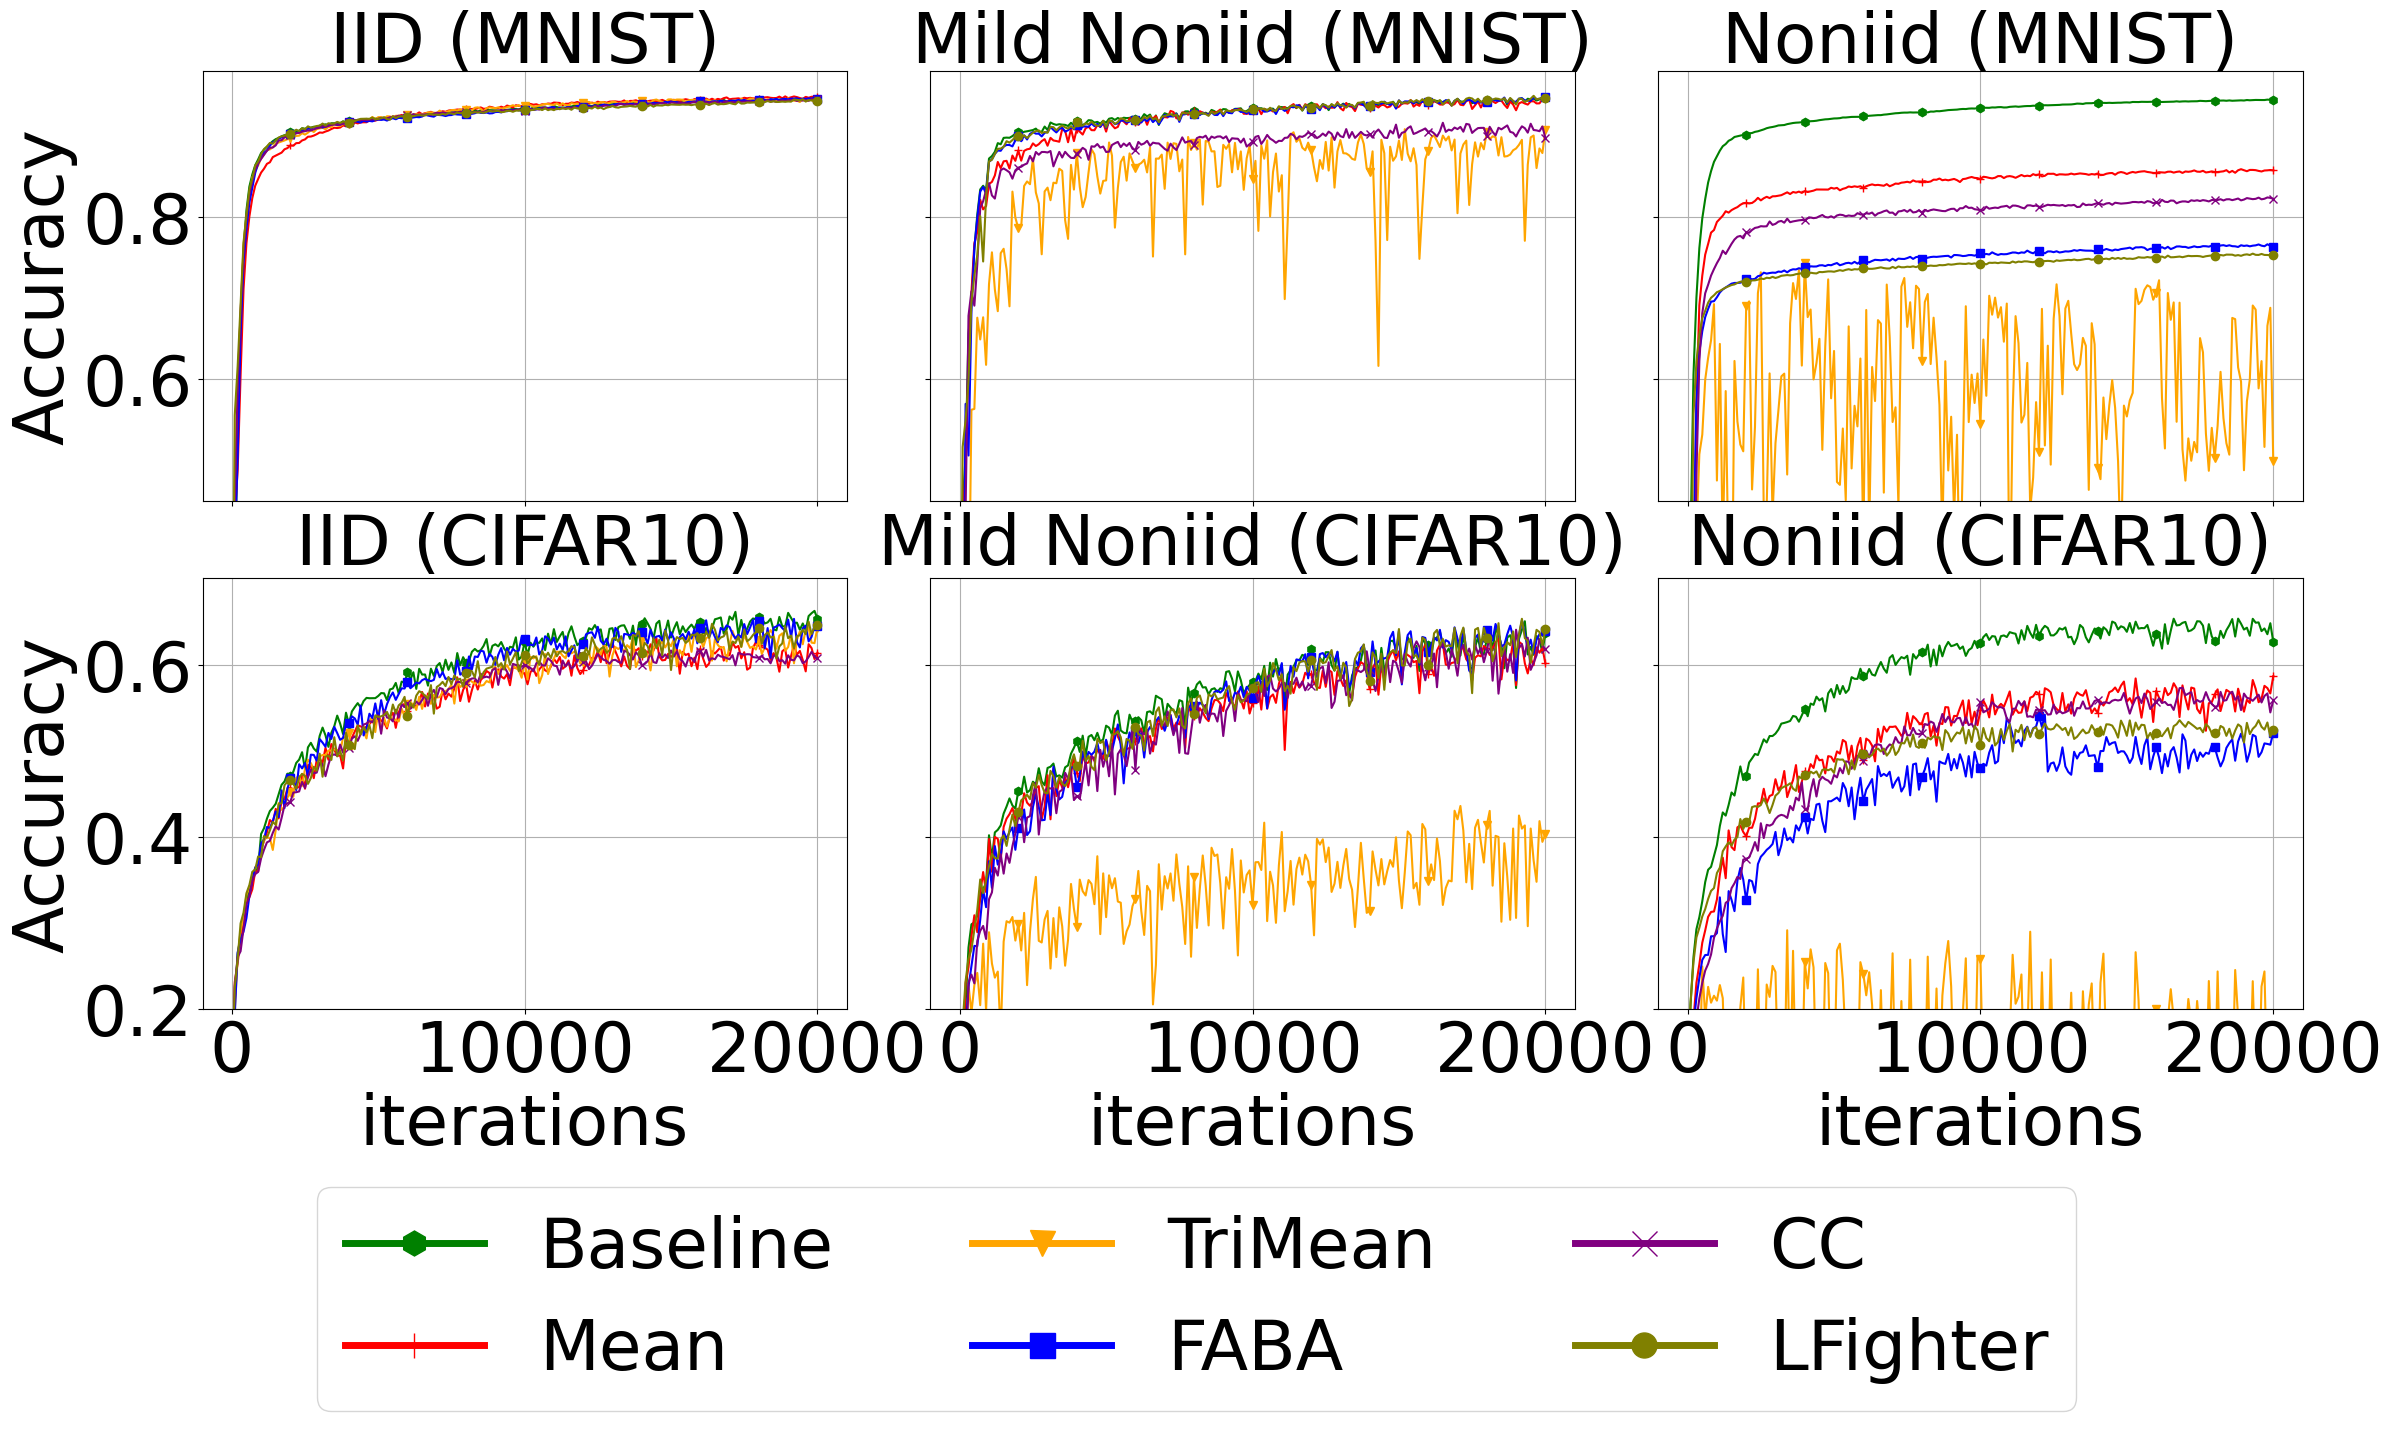 IID (MNIST)
Mild Noniid (MNIST)
Noniid (MNIST)
Accuracy
0.8
0.6
IID (CIFAR10)
Mild Noniid (CIFAR10)
Noniid (CIFAR10)
Accuracy
0.6
0.4
0.2
0 10000 20000
0 10000 20000
0 10000 20000
iterations
iterations
iterations
Baseline
TriMean
CC
Mean
FABA
LFighter